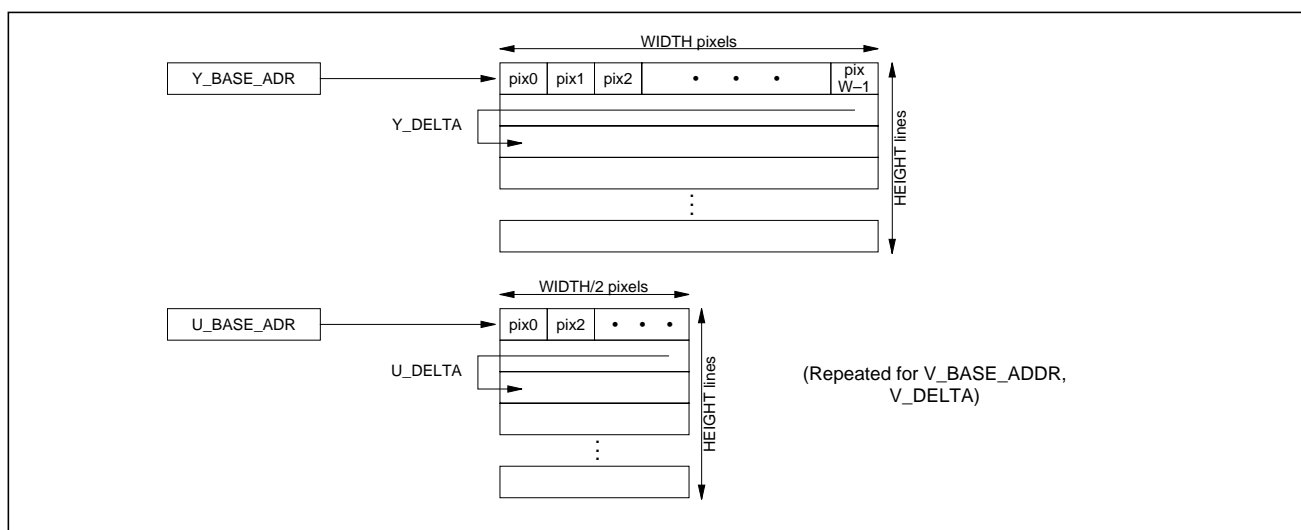 WIDTH pixels
Y_BASE_ADR
pix0 pix1 pix2 • • • pix
W–1
Y_DELTA
HEIGHT lines
WIDTH/2 pixels
U_BASE_ADR
pix0 pix2 • • •
U_DELTA
HEIGHT lines
(Repeated for V_BASE_ADDR,
V_DELTA)